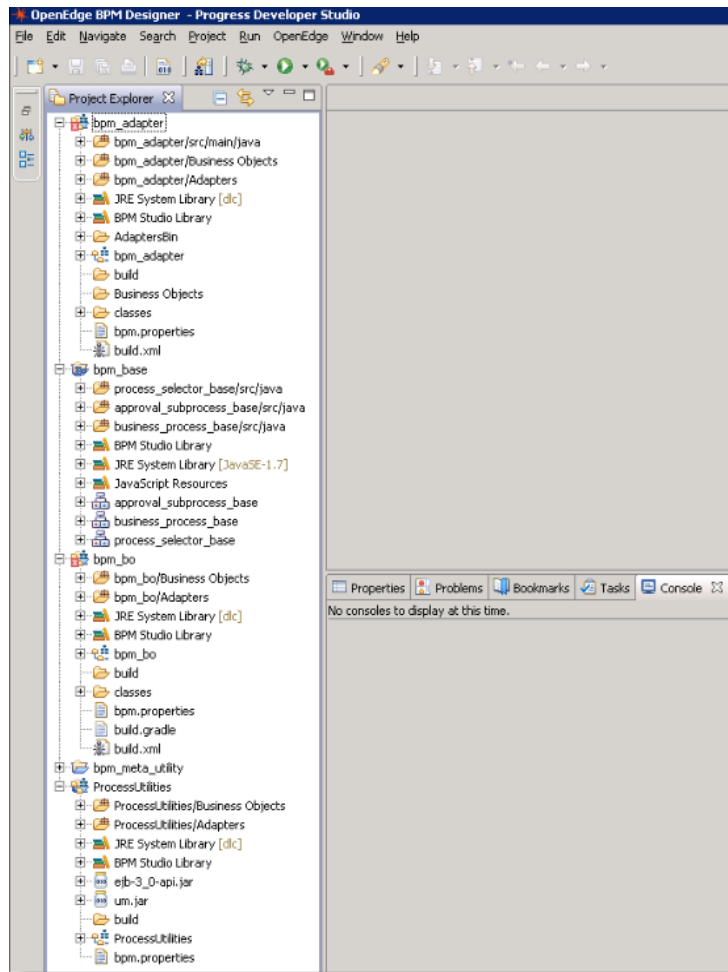 OpenEdge BPM Designer - Progress Developer Studio
File Edit Navigate Search Project Run OpenEdge Window Help
Project Explorer
bpm_adapter
bpm_adapter/src/main/java
bpm_adapter/Business Objects
bpm_adapter/Adapters
JRE System Library [dlc]
BPM Studio Library
AdaptersBin
bpm_adapter
build
Business Objects
classes
bpm.properties
build.xml
bpm_base
process_selector_base/src/java
approval_subprocess_base/src/java
business_process_base/src/java
BPM Studio Library
JRE System Library [JavaSE-1.7]
JavaScript Resources
approval_subprocess_base
business_process_base
process_selector_base
bpm_bo
bpm_bo/Business Objects
bpm_bo/Adapters
JRE System Library [dlc]
BPM Studio Library
bpm_bo
build
classes
bpm.properties
build.gradle
build.xml
bpm_meta_utility
ProcessUtilities
ProcessUtilities/Business Objects
ProcessUtilities/Adapters
JRE System Library [dlc]
BPM Studio Library
ejb-3_0-api.jar
um.jar
build
ProcessUtilities
bpm.properties
Properties Problems Bookmarks Tasks Console
No consoles to display at this time.